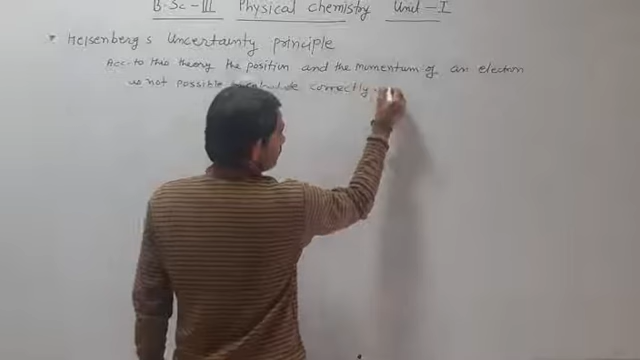 B.Sc-III Physical chemistry Unit-I
* Heisenberg's Uncertainty principle
Acc. to this theory the position and the momentum of an electron
is not possible correctly